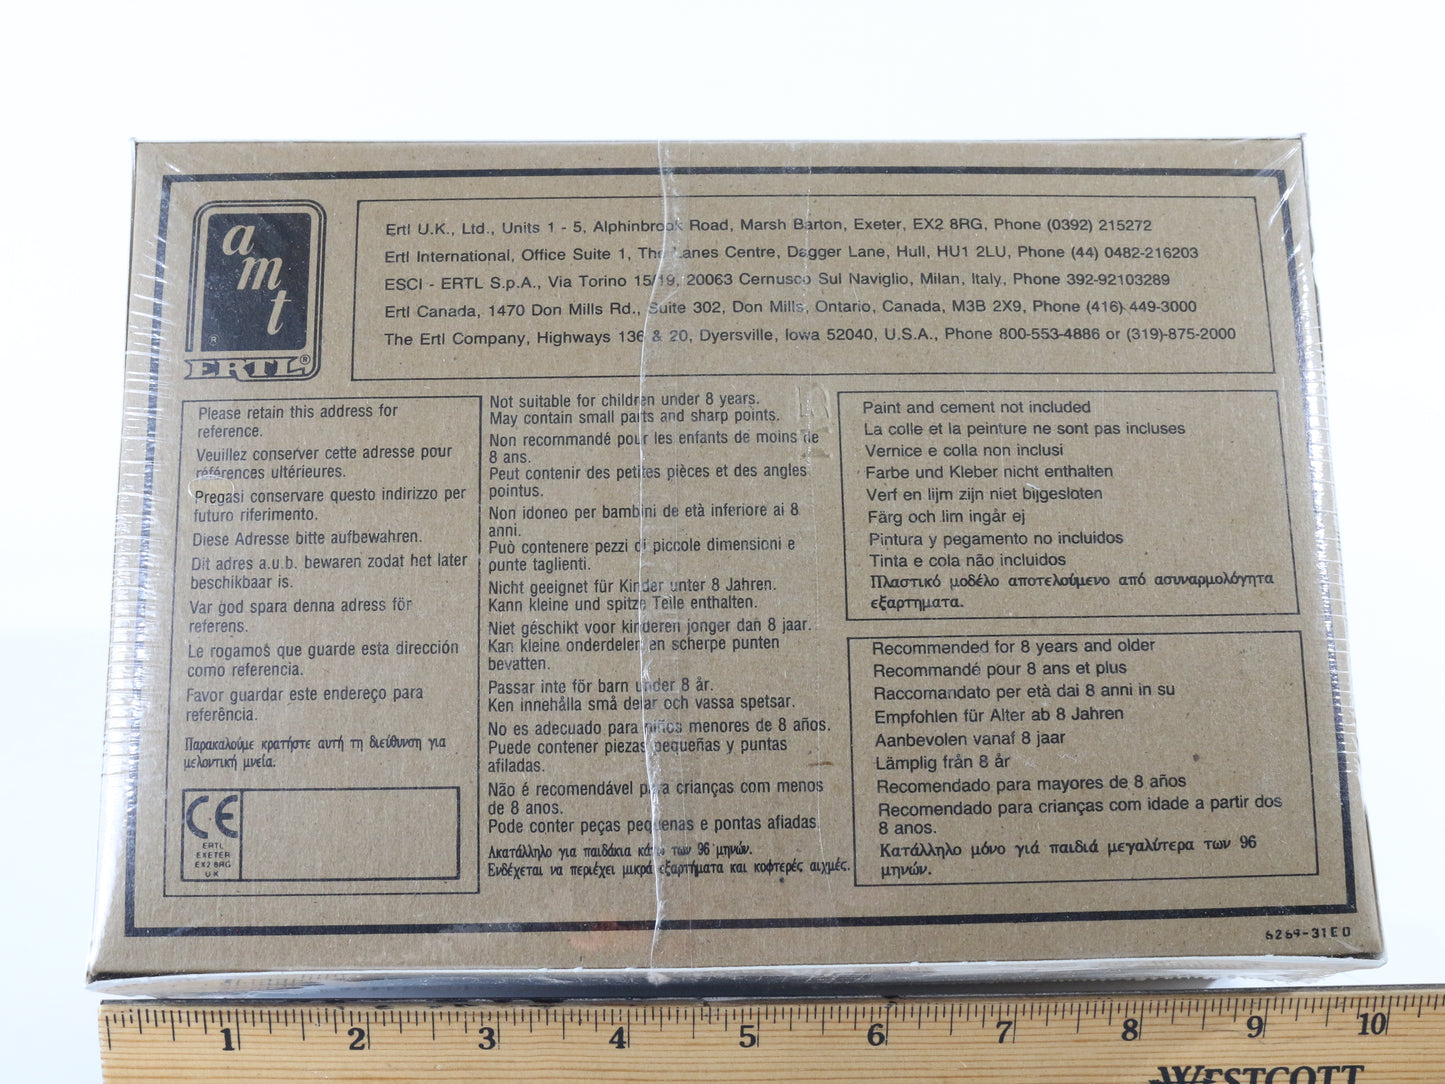 amt
ERTL
Ertl U.K., Ltd., Units 1 - 5, Alphinbrook Road, Marsh Barton, Exeter, EX2 8RG, Phone (0392) 215272
Ertl International, Office Suite 1, The Lanes Centre, Dagger Lane, Hull, HU1 2LU, Phone (44) 0482-216203
ESCI - ERTL S.p.A., Via Torino 15/19, 20063 Cernusco Sul Naviglio, Milan, Italy, Phone 392-92103289
Ertl Canada, 1470 Don Mills Rd., Suite 302, Don Mills, Ontario, Canada, M3B 2X9, Phone (416) 449-3000
The Ertl Company, Highways 136 & 20, Dyersville, Iowa 52040, U.S.A., Phone 800-553-4886 or (319)-875-2000
Please retain this address for
reference.
Veuillez conserver cette adresse pour
références ultérieures.
Pregasi conservare questo indirizzo per
futuro riferimento.
Diese Adresse bitte aufbewahren.
Dit adres a.u.b. bewaren zodat het later
beschikbaar is.
Var god spara denna adress för
referens.
Le rogamos que guarde esta dirección
como referencia.
Favor guardar este endereço para
referência.
Παρακαλούμε κρατήστε αυτή τη διεύθυνση για
μελοντική μνεία.
CE
ERTL
EXETER
EX2 8RG
UK
Not suitable for children under 8 years.
May contain small parts and sharp points.
Non recommandé pour les enfants de moins de
8 ans.
Peut contenir des petites pièces et des angles
pointus.
Non idoneo per bambini de età inferiore ai 8
anni.
Può contenere pezzi di piccole dimensioni e
punte taglienti.
Nicht geeignet für Kinder unter 8 Jahren.
Kann kleine und spitze Teile enthalten.
Niet géschikt voor kinderen jonger dan 8 jaar.
Kan kleine onderdelen en scherpe punten
bevatten.
Passar inte för barn under 8 år.
Ken innehålla små delar och vassa spetsar.
No es adecuado para niños menores de 8 años.
Puede contener piezas pequeñas y puntas
afiladas.
Não é recomendável para crianças com menos
de 8 anos.
Pode conter peças pequenas e pontas afiadas.
Ακατάλληλο για παιδάκια κάτω των 96 μηνών.
Ενδέχεται να περιέχει μικρά εξαρτήματα και κοφτερές αιχμές.
Paint and cement not included
La colle et la peinture ne sont pas incluses
Vernice e colla non inclusi
Farbe und Kleber nicht enthalten
Verf en lijm zijn niet bijgesloten
Färg och lim ingår ej
Pintura y pegamento no incluidos
Tinta e cola não incluidos
Πλαστικό μοδέλο αποτελούμενο από ασυναρμολόγητα
εξαρτηματα.
Recommended for 8 years and older
Recommandé pour 8 ans et plus
Raccomandato per età dai 8 anni in su
Empfohlen für Alter ab 8 Jahren
Aanbevolen vanaf 8 jaar
Lämplig från 8 år
Recomendado para mayores de 8 años
Recomendado para crianças com idade a partir dos
8 anos.
Κατάλληλο μόνο γιά παιδιά μεγαλύτερα των 96
μηνών.
6269-31E0
1 2 3 4 5 6 7 8 9 10
WESTCOTT